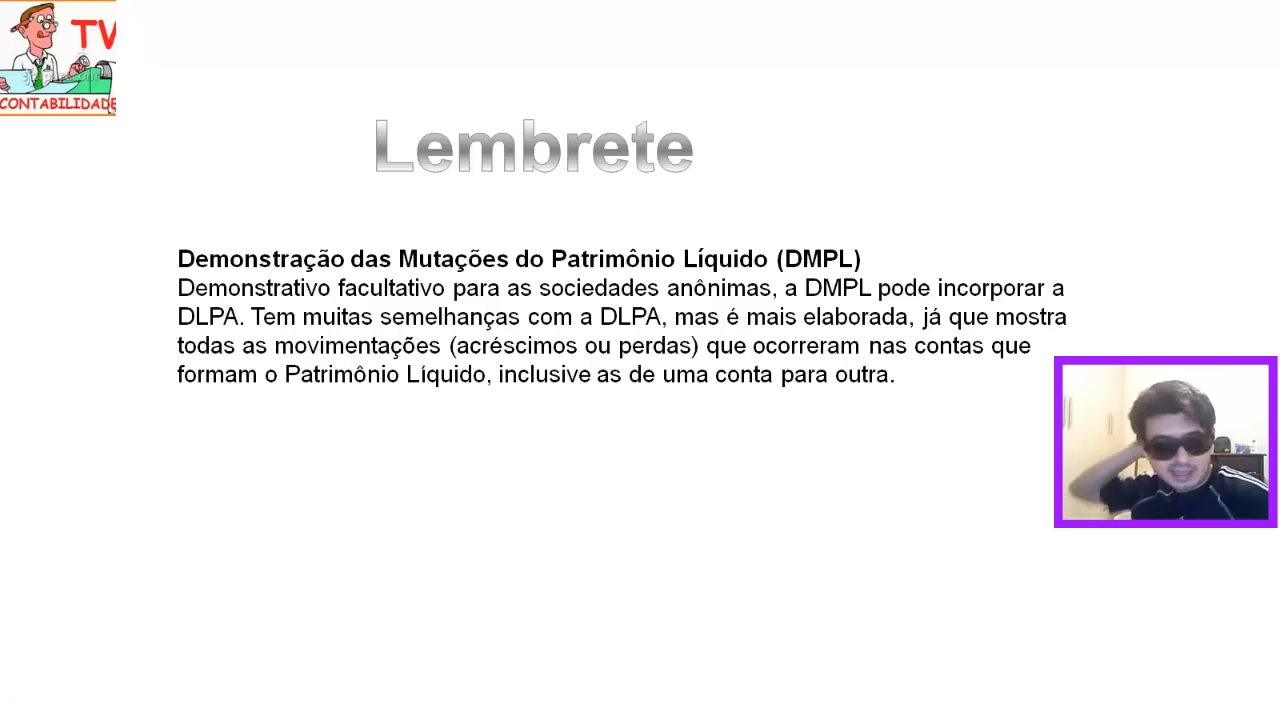 TV
CONTABILIDADE
Lembrete
Demonstração das Mutações do Patrimônio Líquido (DMPL)
Demonstrativo facultativo para as sociedades anônimas, a DMPL pode incorporar a
DLPA. Tem muitas semelhanças com a DLPA, mas é mais elaborada, já que mostra
todas as movimentações (acréscimos ou perdas) que ocorreram nas contas que
formam o Patrimônio Líquido, inclusive as de uma conta para outra.